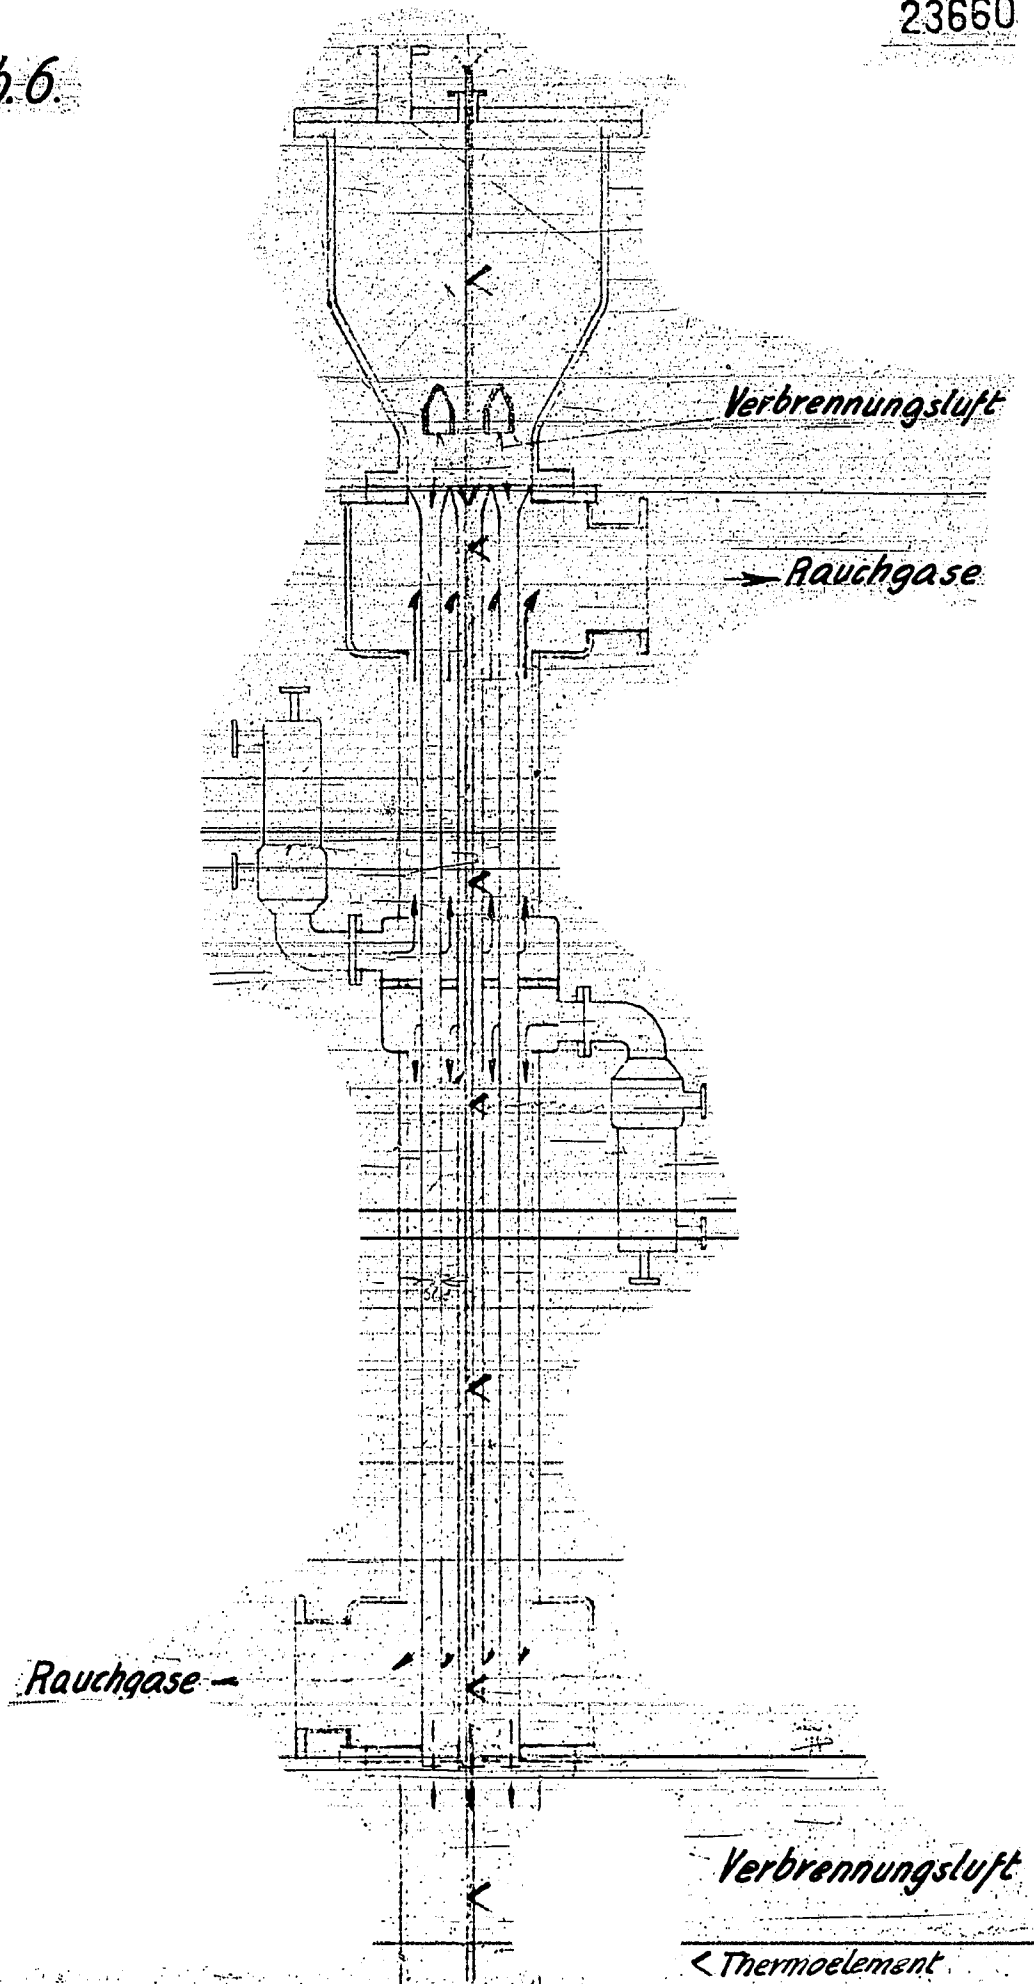 23660
b.6.
Verbrennungsluft
Rauchgase
Rauchgase
Verbrennungsluft
< Thermoelement